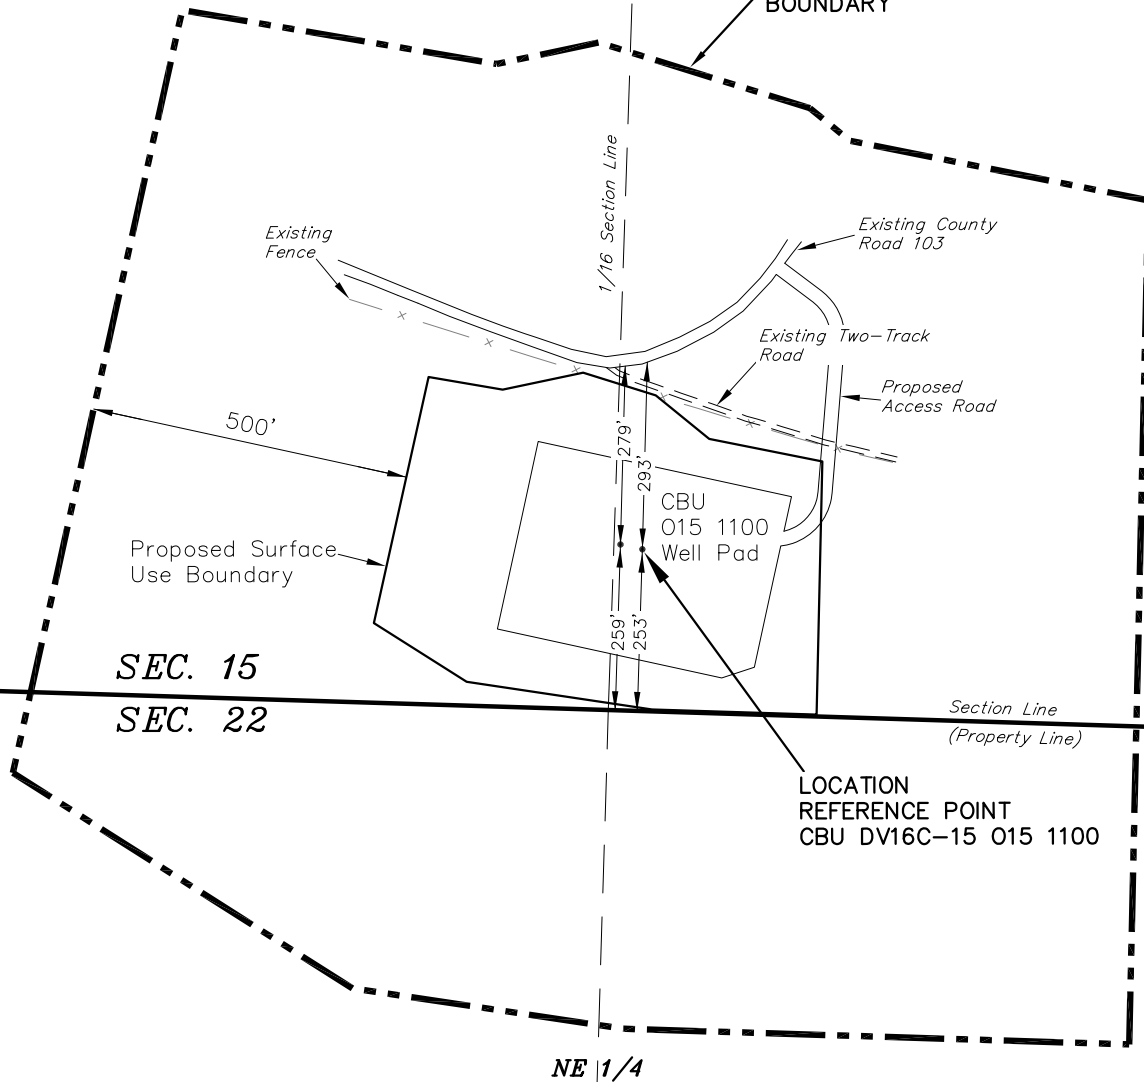 BOUNDARY
1/16 Section Line
Existing
Fence
Existing County
Road 103
Existing Two-Track
Road
Proposed
Access Road
500'
279'
293'
CBU
O15 1100
Well Pad
Proposed Surface
Use Boundary
259'
253'
SEC. 15
SEC. 22
Section Line
(Property Line)
LOCATION
REFERENCE POINT
CBU DV16C-15 O15 1100
NE 1/4